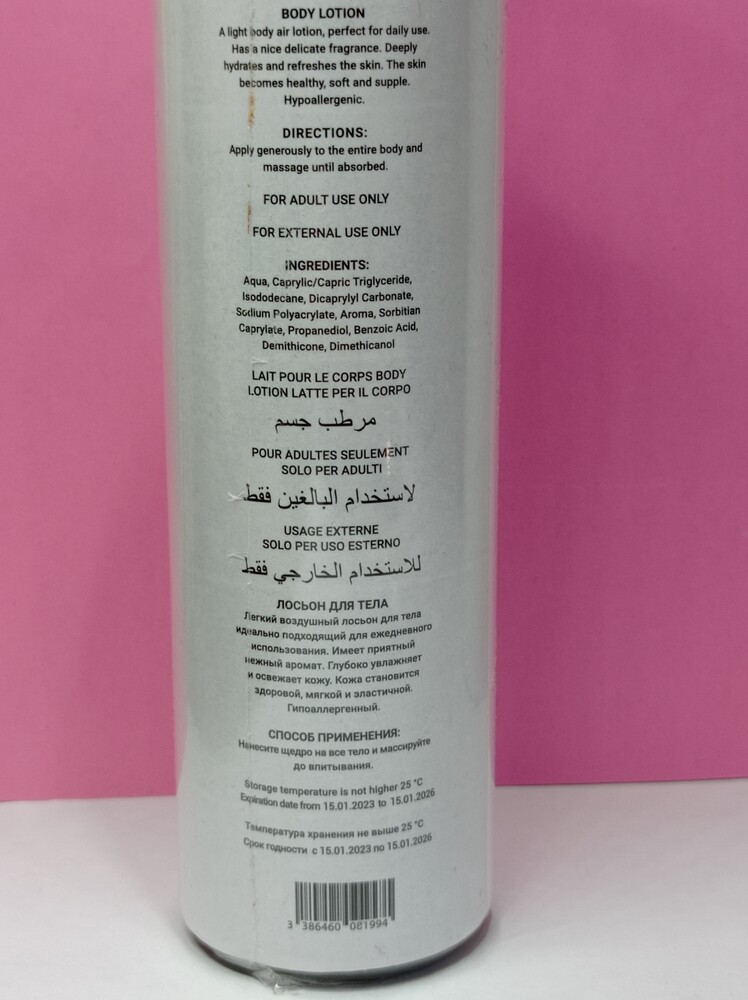 BODY LOTION
A light body air lotion, perfect for daily use.
Has a nice delicate fragrance. Deeply
hydrates and refreshes the skin. The skin
becomes healthy, soft and supple.
Hypoallergenic.
DIRECTIONS:
Apply generously to the entire body and
massage until absorbed.
FOR ADULT USE ONLY
FOR EXTERNAL USE ONLY
INGREDIENTS:
Aqua, Caprylic/Capric Triglyceride,
Isododecane, Dicaprylyl Carbonate,
Sodium Polyacrylate, Aroma, Sorbitian
Caprylate, Propanediol, Benzoic Acid,
Demithicone, Dimethicanol
LAIT POUR LE CORPS BODY
LOTION LATTE PER IL CORPO
مرطب جسم
POUR ADULTES SEULEMENT
SOLO PER ADULTI
لاستخدام البالغين فقط
USAGE EXTERNE
SOLO PER USO ESTERNO
للاستخدام الخارجي فقط
ЛОСЬОН ДЛЯ ТЕЛА
Легкий воздушный лосьон для тела
идеально подходящий для ежедневного
использования. Имеет приятный
нежный аромат. Глубоко увлажняет
и освежает кожу. Кожа становится
здоровой, мягкой и эластичной.
Гипоаллергенный.
СПОСОБ ПРИМЕНЕНИЯ:
Нанесите щедро на все тело и массируйте
до впитывания.
Storage temperature is not higher 25 °C
Expiration date from 15.01.2023 to 15.01.2026
Тампература хранения не выше 25 °C
Срок годности с 15.01.2023 по 15.01.2026
3 386460 081994